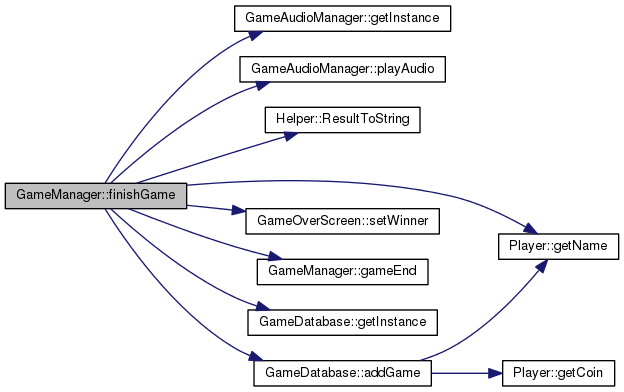 GameAudioManager::getInstance
GameAudioManager::playAudio
Helper::ResultToString
GameManager::finishGame
GameOverScreen::setWinner
Player::getName
GameManager::gameEnd
GameDatabase::getInstance
GameDatabase::addGame
Player::getCoin